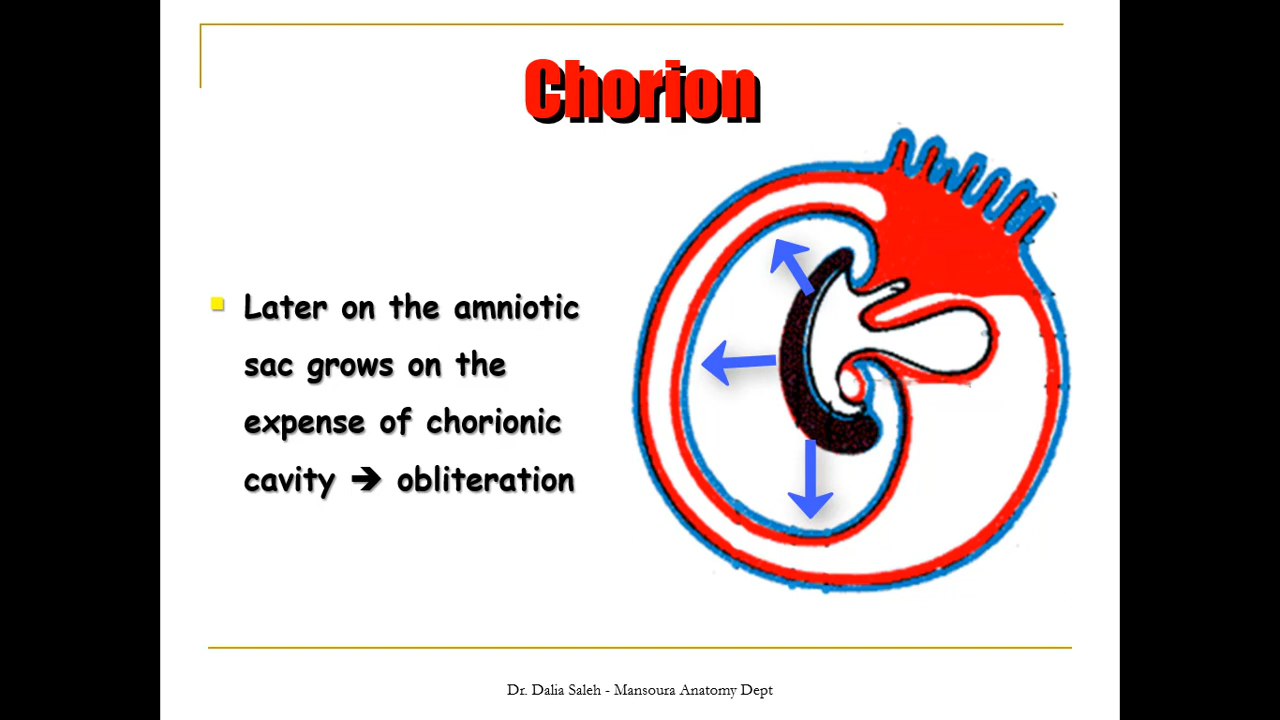 Chorion
Later on the amniotic
sac grows on the
expense of chorionic
cavity ➔ obliteration
Dr. Dalia Saleh - Mansoura Anatomy Dept